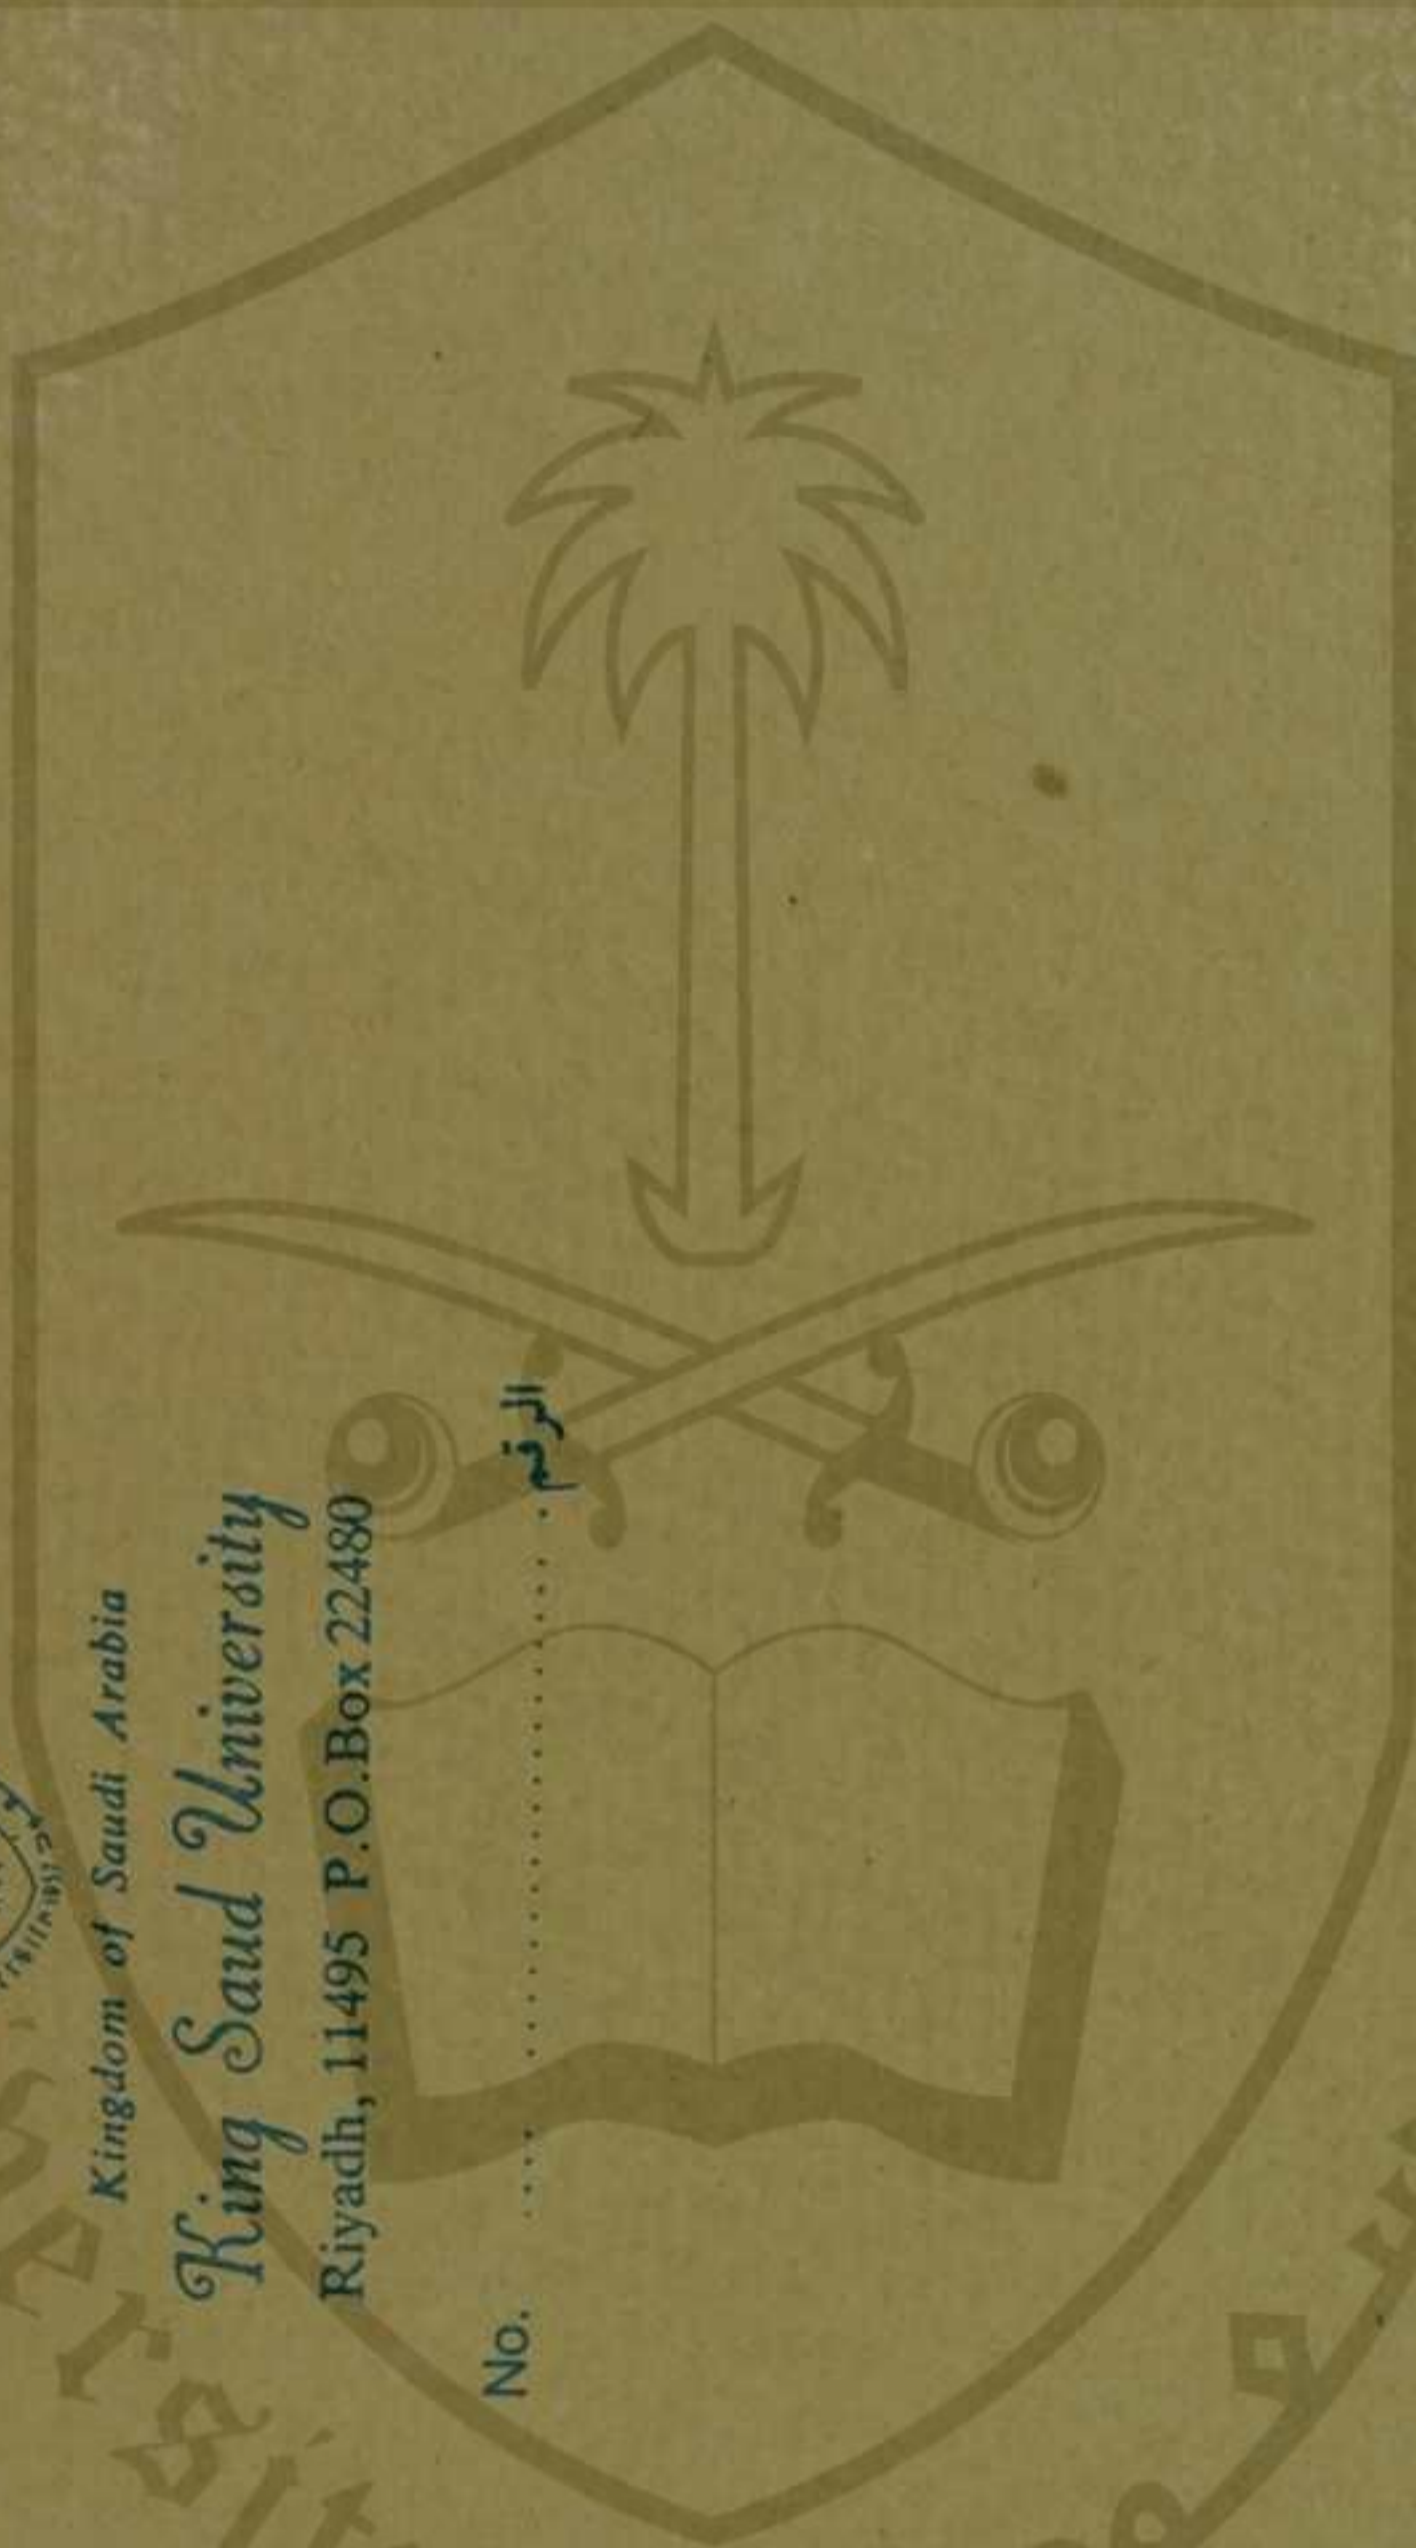 Kingdom of Saudi Arabia
King Saud University
Riyadh, 11495 P.O.Box 22480
No. ........................... الرقم